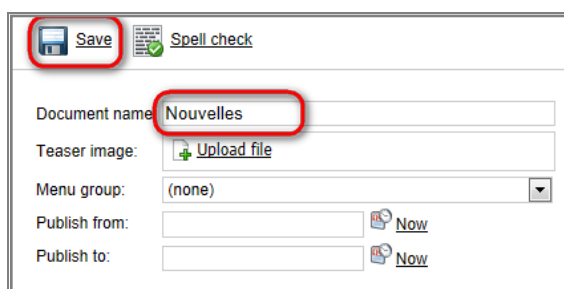 Save Spell check
Document name Nouvelles
Teaser image: Upload file
Menu group: (none)
Publish from: Now
Publish to: Now